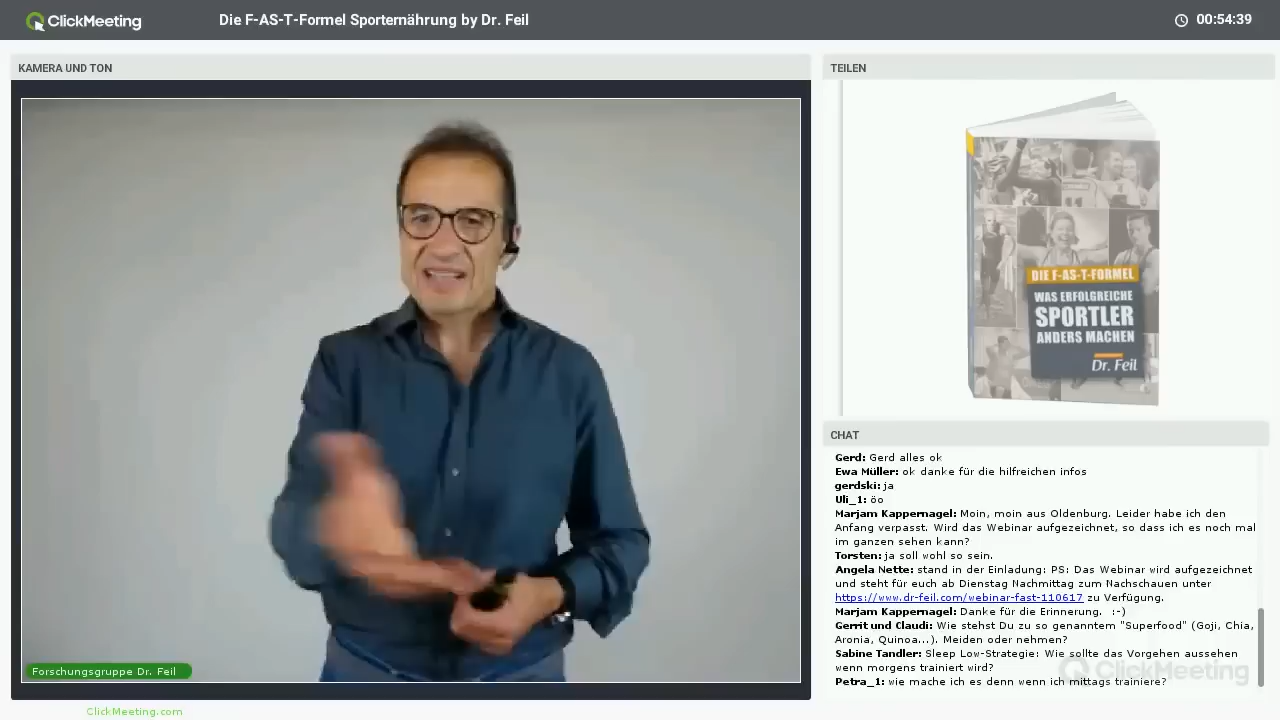 ClickMeeting
Die F-AS-T-Formel Sporternährung by Dr. Feil
00:54:39
KAMERA UND TON
TEILEN
DIE F-AS-T-FORMEL
WAS ERFOLGREICHE
SPORTLER
ANDERS MACHEN
Dr. Feil
CHAT
Gerd: Gerd alles ok
Ewa Müller: ok danke für die hilfreichen infos
gerdski: ja
Uli_1: öo
Marjam Kappernagel: Moin, moin aus Oldenburg. Leider habe ich den
Anfang verpasst. Wird das Webinar aufgezeichnet, so dass ich es noch mal
im ganzen sehen kann?
Torsten: ja soll wohl so sein.
Angela Nette: stand in der Einladung: PS: Das Webinar wird aufgezeichnet
und steht für euch ab Dienstag Nachmittag zum Nachschauen unter
https://www.dr-feil.com/webinar-fast-110617 zu Verfügung.
Marjam Kappernagel: Danke für die Erinnerung. :-)
Gerrit und Claudi: Wie stehst Du zu so genanntem "Superfood" (Goji, Chia,
Aronia, Quinoa...). Meiden oder nehmen?
Sabine Tandler: Sleep Low-Strategie: Wie sollte das Vorgehen aussehen
wenn morgens trainiert wird?
Petra_1: wie mache ich es denn wenn ich mittags trainiere?
ClickMeeting
Forschungsgruppe Dr. Feil
ClickMeeting.com